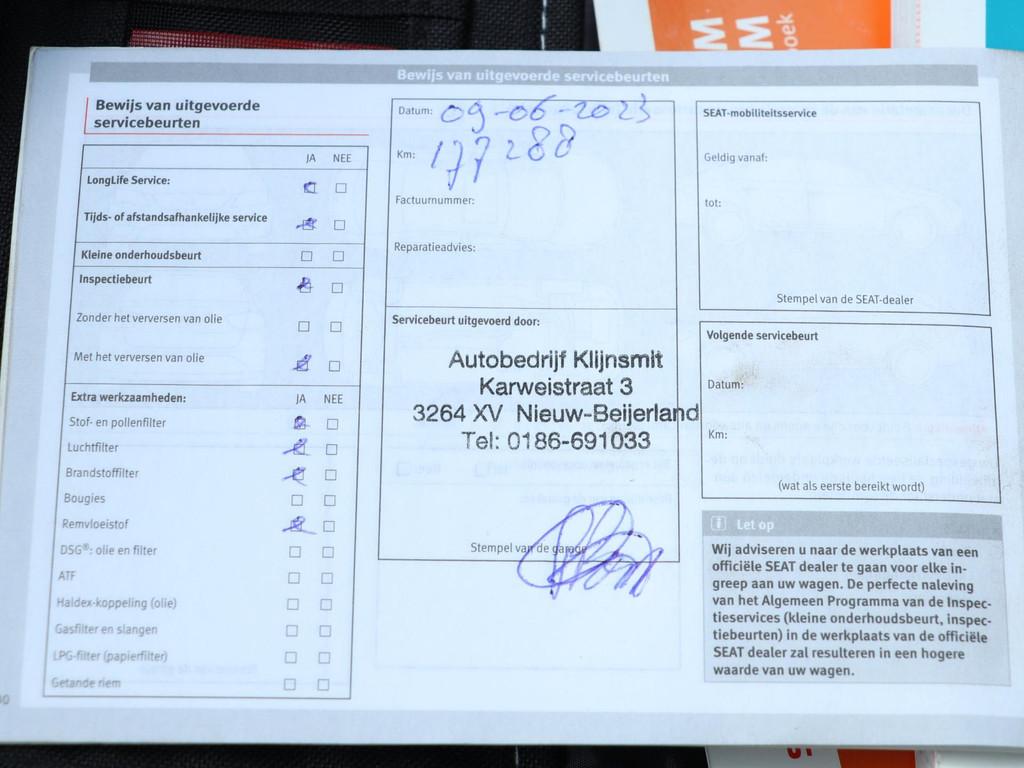 M
M
oek
Bewijs van uitgevoerde servicebeurten
Bewijs van uitgevoerde
servicebeurten
JA NEE
LongLife Service:
Tijds- of afstandsafhankelijke service
Kleine onderhoudsbeurt
Inspectiebeurt
Zonder het verversen van olie
Met het verversen van olie
Extra werkzaamheden: JA NEE
Stof- en pollenfilter
Luchtfilter
Brandstoffilter
Bougies
Remvloeistof
DSG®: olie en filter
ATF
Haldex-koppeling (olie)
Gasfilter en slangen
LPG-filter (papierfilter)
Getande riem
Datum: 09-06-2023
Km: 177288
Factuurnummer:
Reparatieadvies:
Servicebeurt uitgevoerd door:
Autobedrijf Klijnsmit
Karweistraat 3
3264 XV Nieuw-Beijerland
Tel: 0186-691033
Stempel van de garage
SEAT-mobiliteitsservice
Geldig vanaf:
tot:
Stempel van de SEAT-dealer
Volgende servicebeurt
Datum:
Km:
(wat als eerste bereikt wordt)
i Let op
Wij adviseren u naar de werkplaats van een
officiële SEAT dealer te gaan voor elke in-
greep aan uw wagen. De perfecte naleving
van het Algemeen Programma van de Inspec-
tieservices (kleine onderhoudsbeurt, inspec-
tiebeurten) in de werkplaats van de officiële
SEAT dealer zal resulteren in een hogere
waarde van uw wagen.